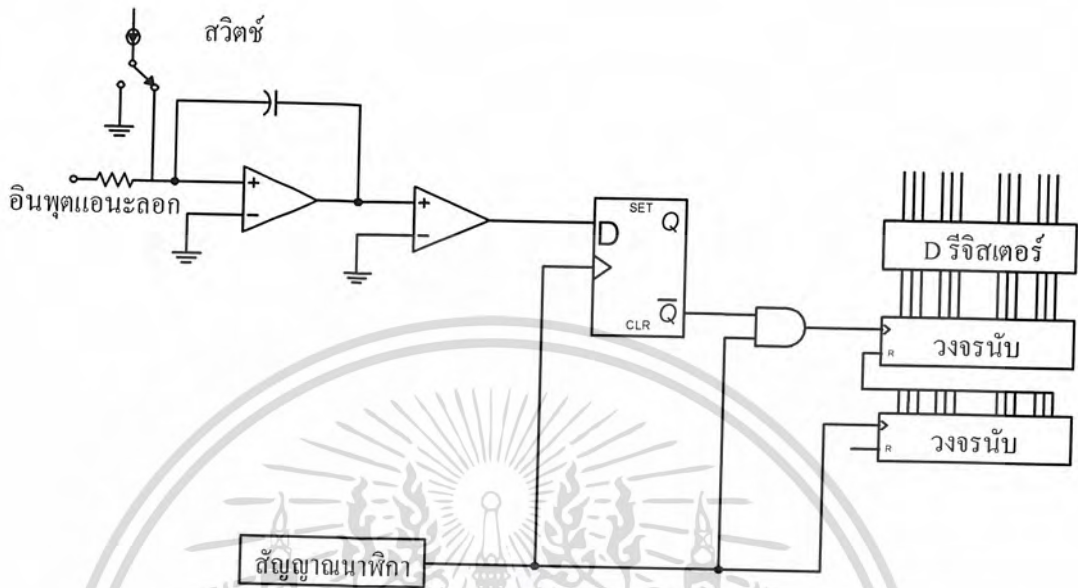 สวิตช์
อินพุตแอนะลอก
+
−
+
−
SET
D
Q
Q̅
CLR
D รีจิสเตอร์
วงจรนับ
R
วงจรนับ
R
สัญญาณนาฬิกา